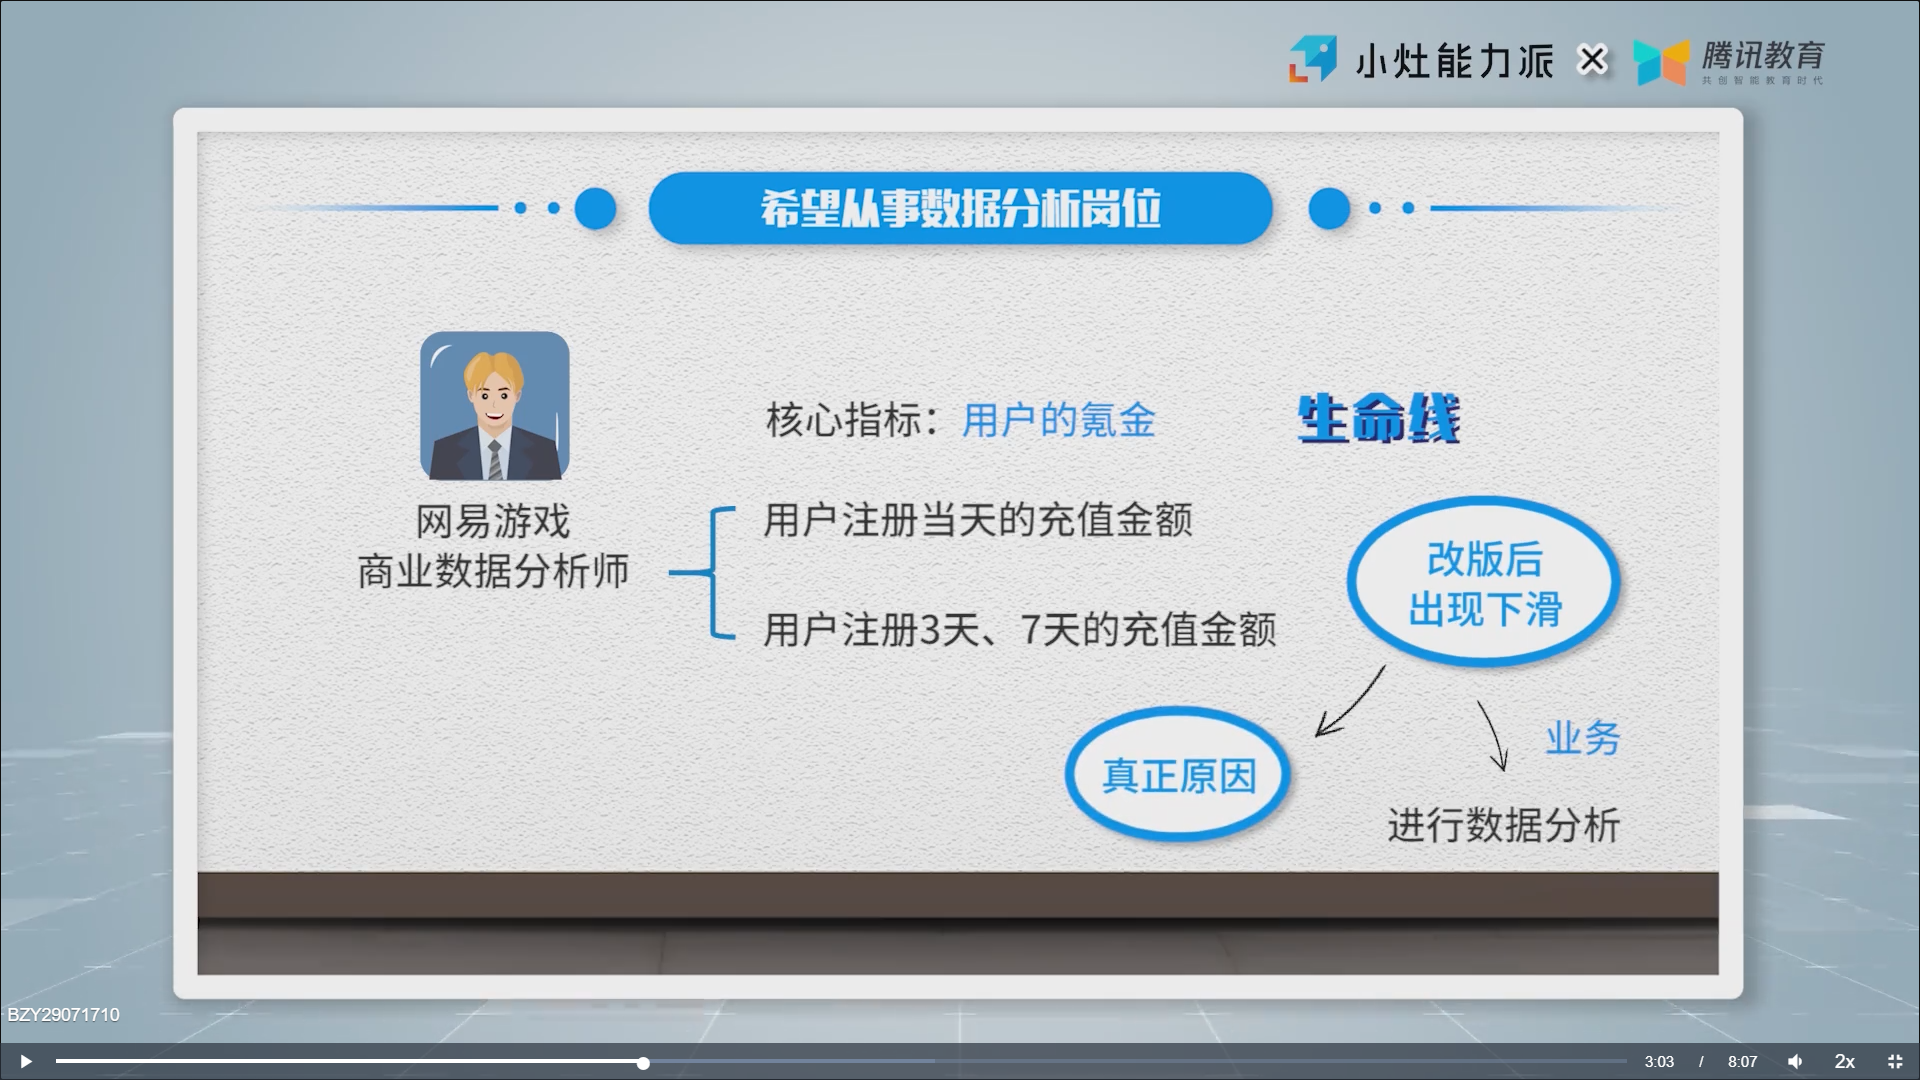 小灶能力派
腾讯教育
共创智能教育时代
希望从事数据分析岗位
核心指标：用户的氪金
生命线
网易游戏
商业数据分析师
用户注册当天的充值金额
用户注册3天、7天的充值金额
改版后
出现下滑
真正原因
业务
进行数据分析
BZY29071710
3:03 / 8:07 2x